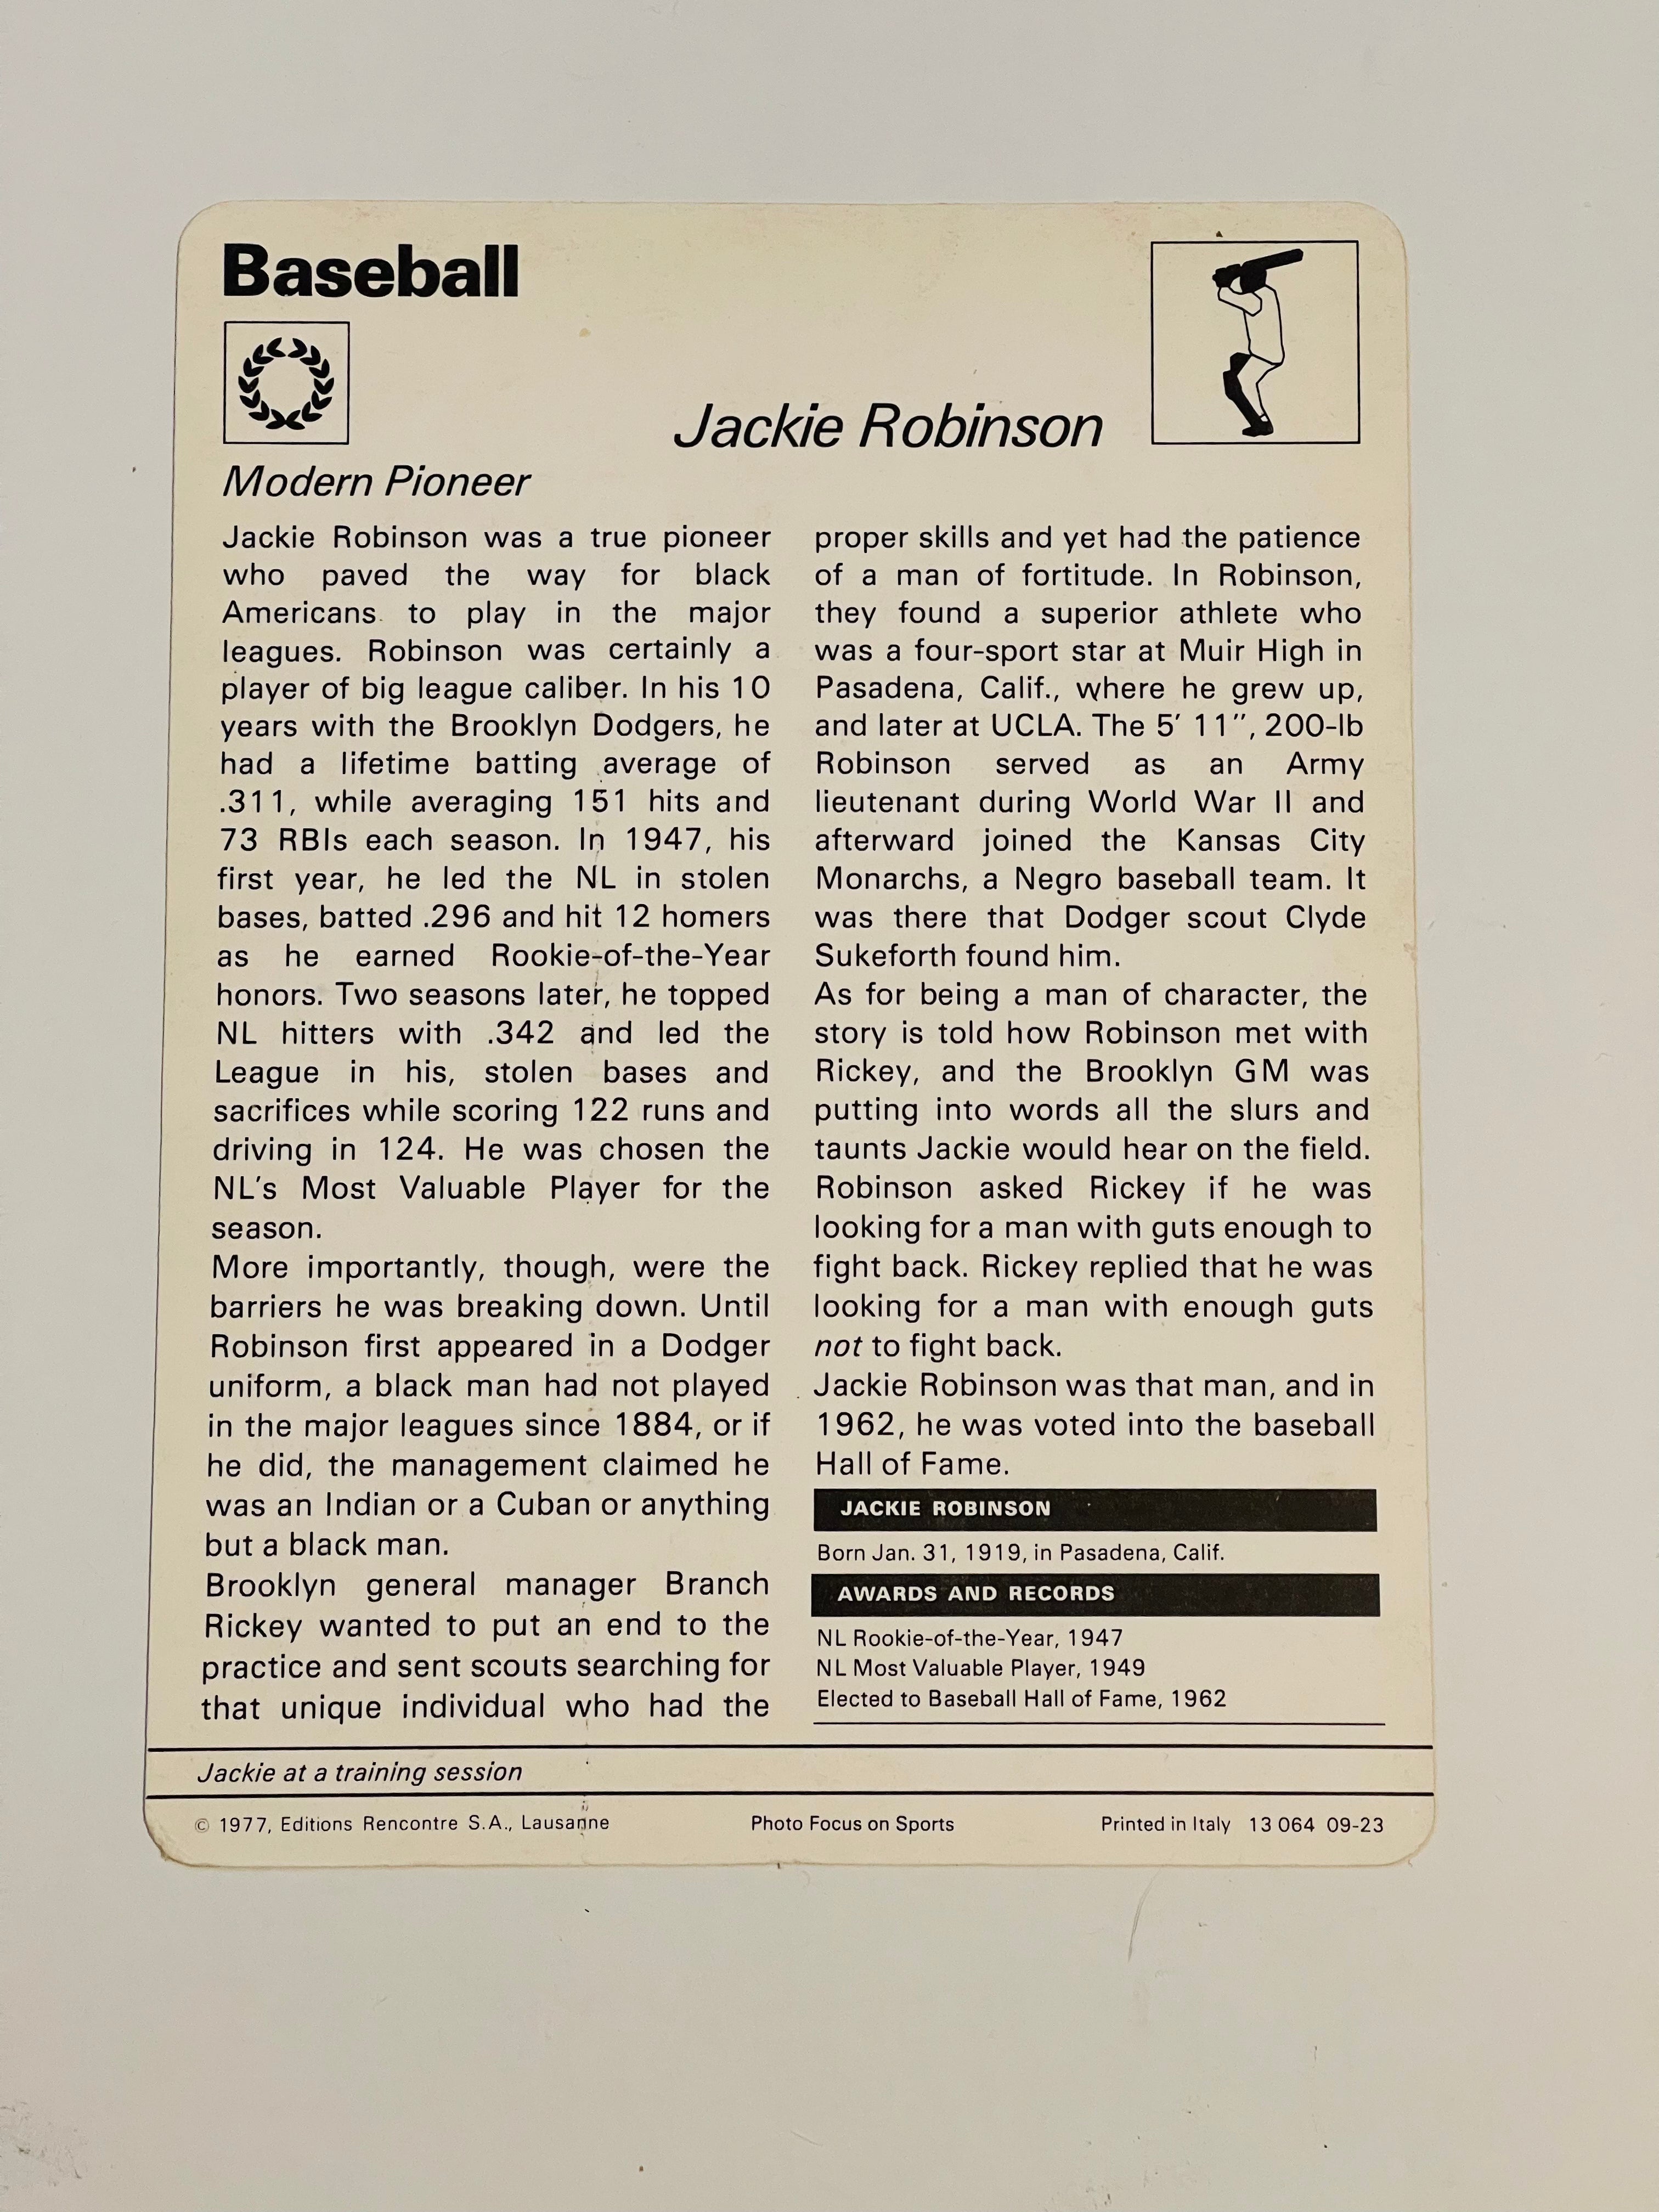 Baseball
Jackie Robinson
Modern Pioneer
Jackie Robinson was a true pioneer
who paved the way for black
Americans to play in the major
leagues. Robinson was certainly a
player of big league caliber. In his 10
years with the Brooklyn Dodgers, he
had a lifetime batting average of
.311, while averaging 151 hits and
73 RBIs each season. In 1947, his
first year, he led the NL in stolen
bases, batted .296 and hit 12 homers
as he earned Rookie-of-the-Year
honors. Two seasons later, he topped
NL hitters with .342 and led the
League in his, stolen bases and
sacrifices while scoring 122 runs and
driving in 124. He was chosen the
NL's Most Valuable Player for the
season.
More importantly, though, were the
barriers he was breaking down. Until
Robinson first appeared in a Dodger
uniform, a black man had not played
in the major leagues since 1884, or if
he did, the management claimed he
was an Indian or a Cuban or anything
but a black man.
Brooklyn general manager Branch
Rickey wanted to put an end to the
practice and sent scouts searching for
that unique individual who had the
proper skills and yet had the patience
of a man of fortitude. In Robinson,
they found a superior athlete who
was a four-sport star at Muir High in
Pasadena, Calif., where he grew up,
and later at UCLA. The 5′ 11″, 200-lb
Robinson served as an Army
lieutenant during World War II and
afterward joined the Kansas City
Monarchs, a Negro baseball team. It
was there that Dodger scout Clyde
Sukeforth found him.
As for being a man of character, the
story is told how Robinson met with
Rickey, and the Brooklyn GM was
putting into words all the slurs and
taunts Jackie would hear on the field.
Robinson asked Rickey if he was
looking for a man with guts enough to
fight back. Rickey replied that he was
looking for a man with enough guts
not to fight back.
Jackie Robinson was that man, and in
1962, he was voted into the baseball
Hall of Fame.
JACKIE ROBINSON
Born Jan. 31, 1919, in Pasadena, Calif.
AWARDS AND RECORDS
NL Rookie-of-the-Year, 1947
NL Most Valuable Player, 1949
Elected to Baseball Hall of Fame, 1962
Jackie at a training session
© 1977, Editions Rencontre S.A., Lausanne Photo Focus on Sports Printed in Italy 13 064 09-23